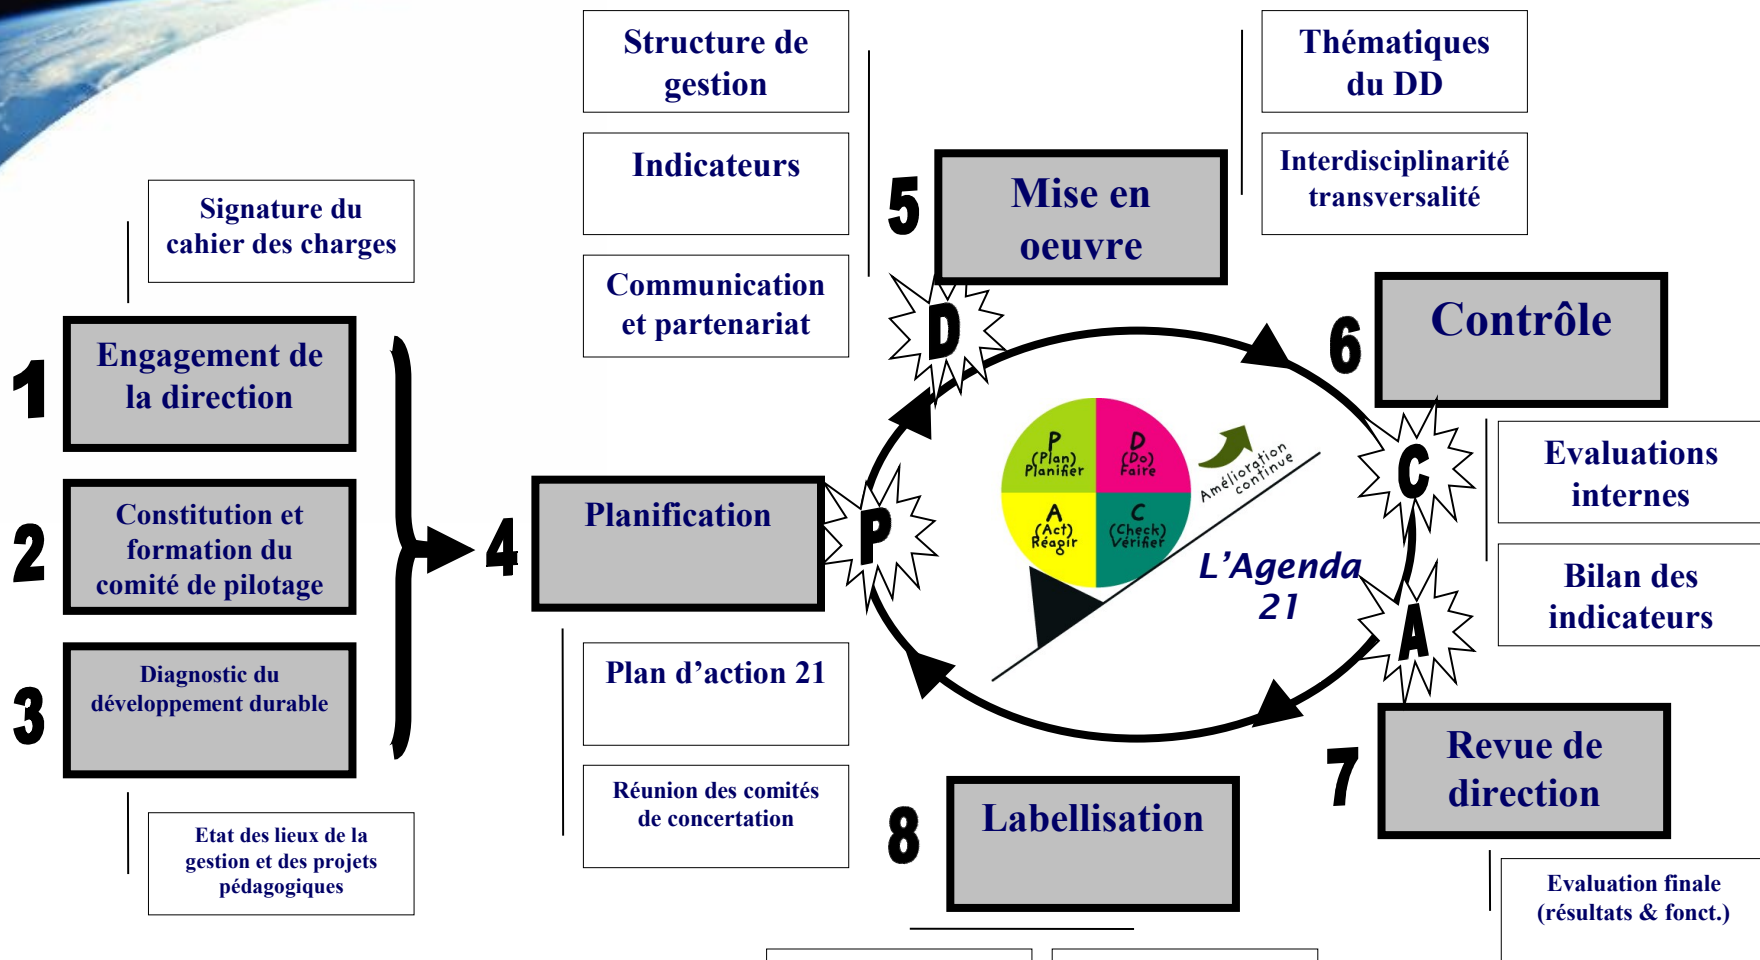 Structure de
gestion
Indicateurs
Communication
et partenariat
Thématiques
du DD
Interdisciplinarité
transversalité
5
Mise en
oeuvre
Signature du
cahier des charges
1
Engagement de
la direction
2
Constitution et
formation du
comité de pilotage
3
Diagnostic du
développement durable
Etat des lieux de la
gestion et des projets
pédagogiques
4
Planification
P
Plan d'action 21
Réunion des comités
de concertation
D
6
Contrôle
C
Evaluations
internes
Bilan des
indicateurs
P
(Plan)
Planifier
D
(Do)
Faire
A
(Act)
Réagir
C
(Check)
Vérifier
Amélioration
continue
L'Agenda
21
A
7
Revue de
direction
Evaluation finale
(résultats & fonct.)
8
Labellisation